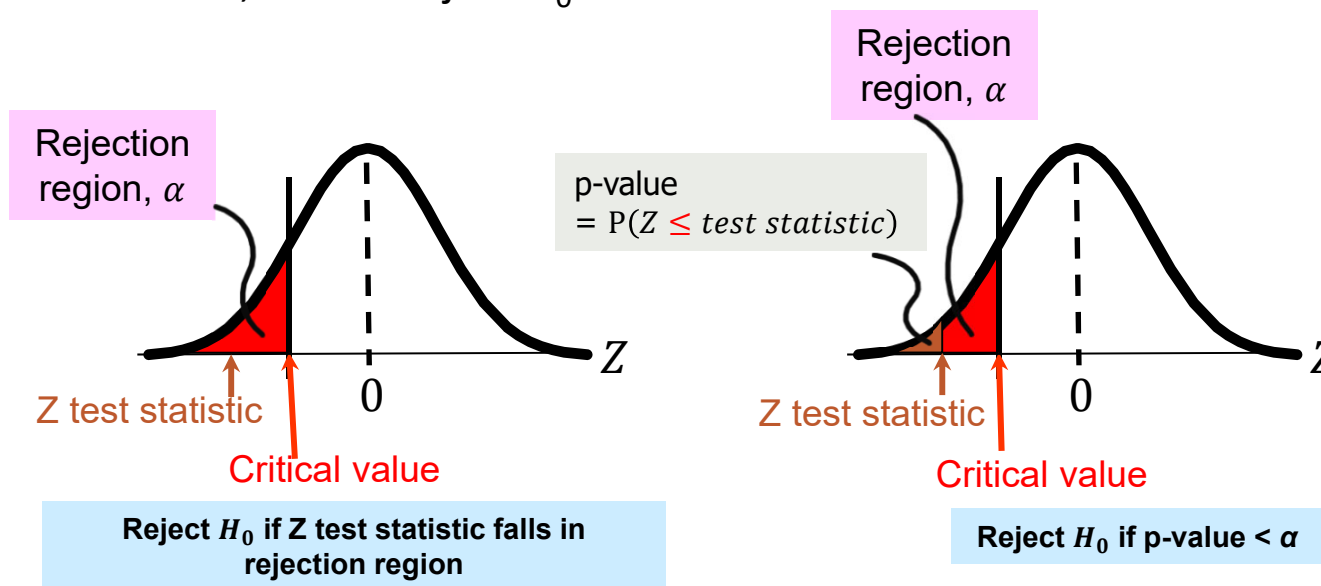 0
Rejection
region, α
Z test statistic
0
Z
Critical value
Reject H₀ if Z test statistic falls in
rejection region
p-value
= P(Z ≤ test statistic)
Rejection
region, α
Z test statistic
0
Z
Critical value
Reject H₀ if p-value < α